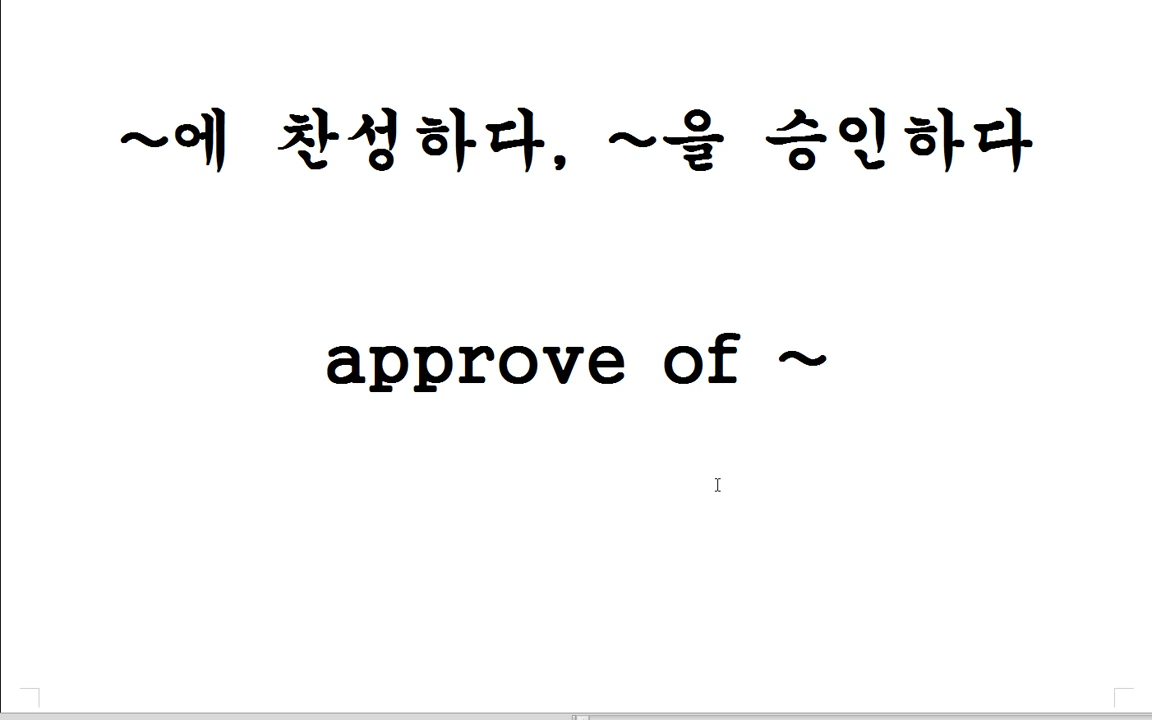 ~에 찬성하다, ~을 승인하다
approve of ~